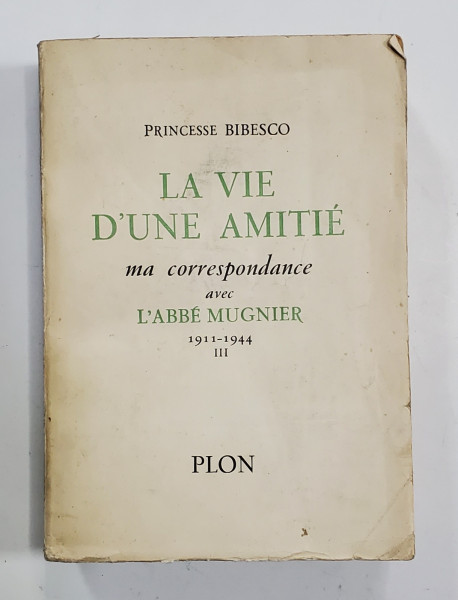 PRINCESSE BIBESCO
LA VIE
D'UNE AMITIÉ
ma correspondance
avec
L'ABBÉ MUGNIER
1911-1944
III
PLON